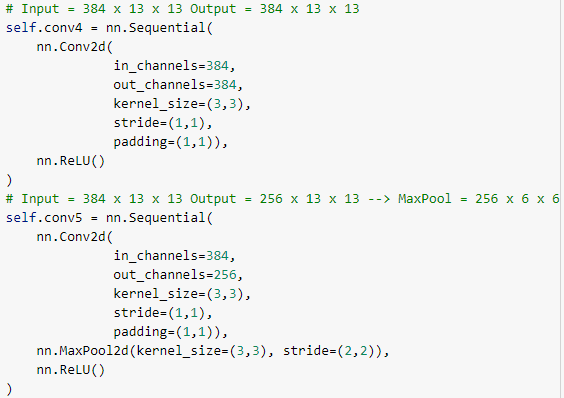 # Input = 384 x 13 x 13 Output = 384 x 13 x 13
self.conv4 = nn.Sequential(
    nn.Conv2d(
              in_channels=384,
              out_channels=384,
              kernel_size=(3,3),
              stride=(1,1),
              padding=(1,1)),
    nn.ReLU()
)
# Input = 384 x 13 x 13 Output = 256 x 13 x 13 --> MaxPool = 256 x 6 x 6
self.conv5 = nn.Sequential(
    nn.Conv2d(
              in_channels=384,
              out_channels=256,
              kernel_size=(3,3),
              stride=(1,1),
              padding=(1,1)),
    nn.MaxPool2d(kernel_size=(3,3), stride=(2,2)),
    nn.ReLU()
)